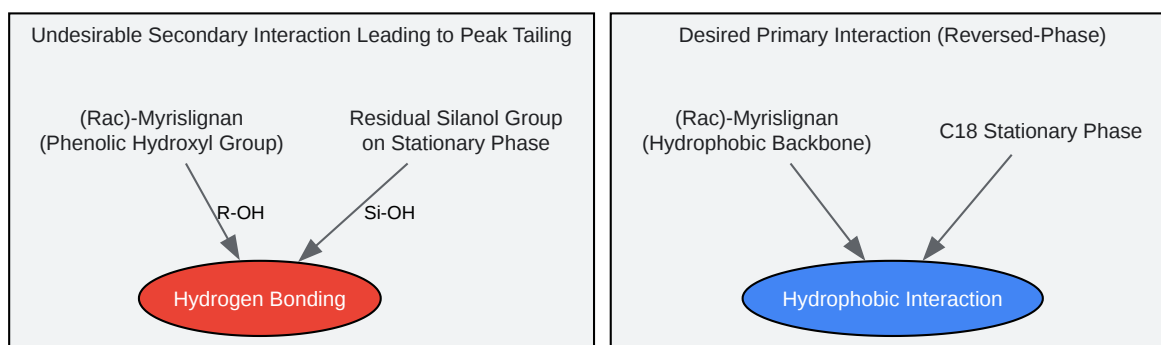 Undesirable Secondary Interaction Leading to Peak Tailing
(Rac)-Myrislignan
(Phenolic Hydroxyl Group)
Residual Silanol Group
on Stationary Phase
R-OH
Si-OH
Hydrogen Bonding
Desired Primary Interaction (Reversed-Phase)
(Rac)-Myrislignan
(Hydrophobic Backbone)
C18 Stationary Phase
Hydrophobic Interaction